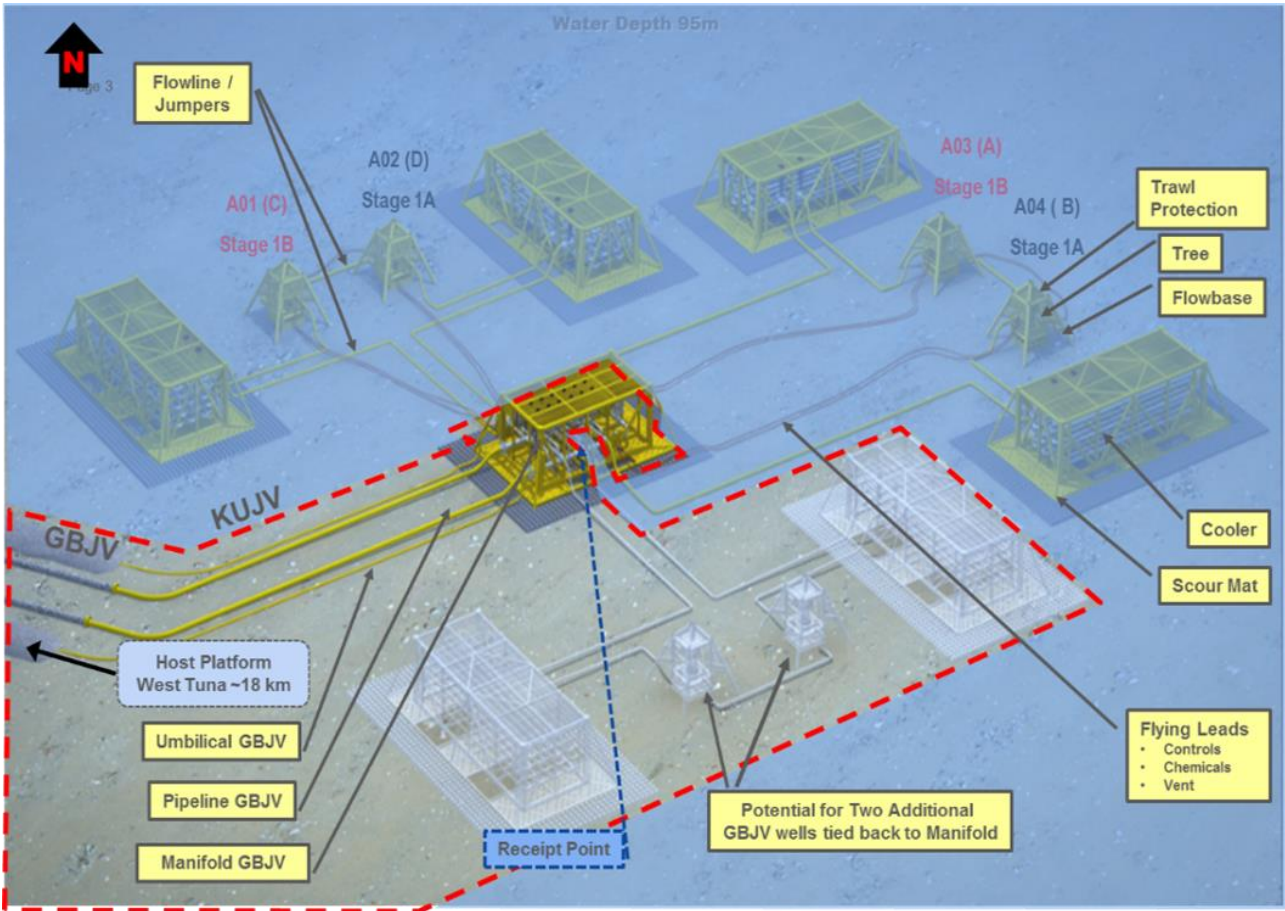 Water Depth 95m
N
Page 3
Flowline /
Jumpers
A02 (D)
Stage 1A
A01 (C)
Stage 1B
A03 (A)
Stage 1B
A04 ( B)
Stage 1A
Trawl
Protection
Tree
Flowbase
KUJV
GBJV
Cooler
Scour Mat
Host Platform
West Tuna ~18 km
Umbilical GBJV
Pipeline GBJV
Manifold GBJV
Receipt Point
Potential for Two Additional
GBJV wells tied back to Manifold
Flying Leads
• Controls
• Chemicals
• Vent